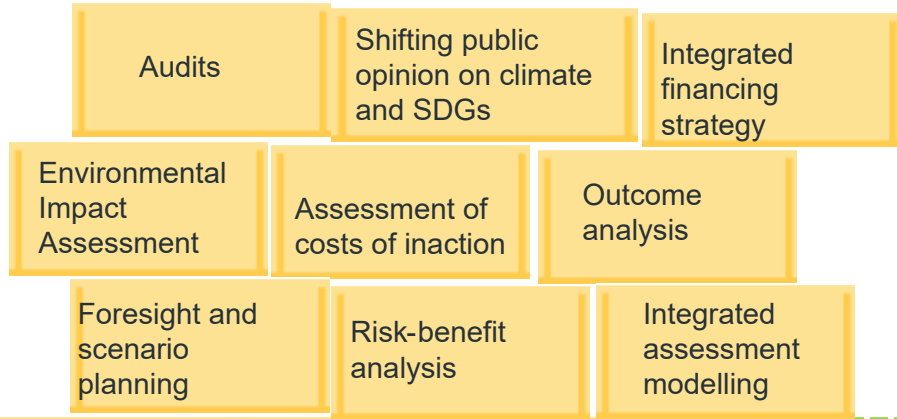 Audits
Shifting public
opinion on climate
and SDGs
Integrated
financing
strategy
Environmental
Impact
Assessment
Assessment of
costs of inaction
Outcome
analysis
Foresight and
scenario
planning
Risk-benefit
analysis
Integrated
assessment
modelling